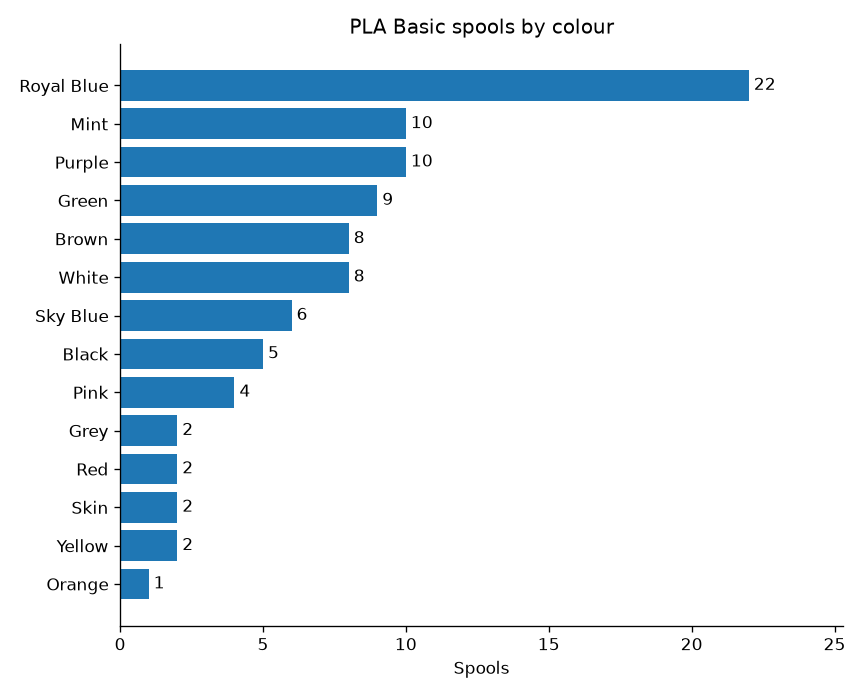 PLA Basic spools by colour
Royal Blue 22
Mint 10
Purple 10
Green 9
Brown 8
White 8
Sky Blue 6
Black 5
Pink 4
Grey 2
Red 2
Skin 2
Yellow 2
Orange 1
0 5 10 15 20 25
Spools